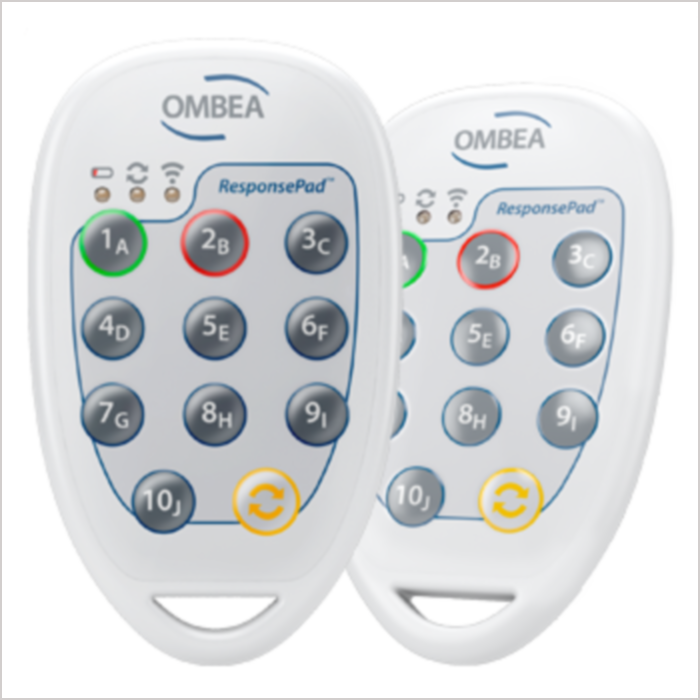 OMBEA
ResponsePad™
1A 2B 3C
4D 5E 6F
7G 8H 9I
10J
OMBEA
ResponsePad™
A 2B 3C
5E 6F
8H 9I
10J